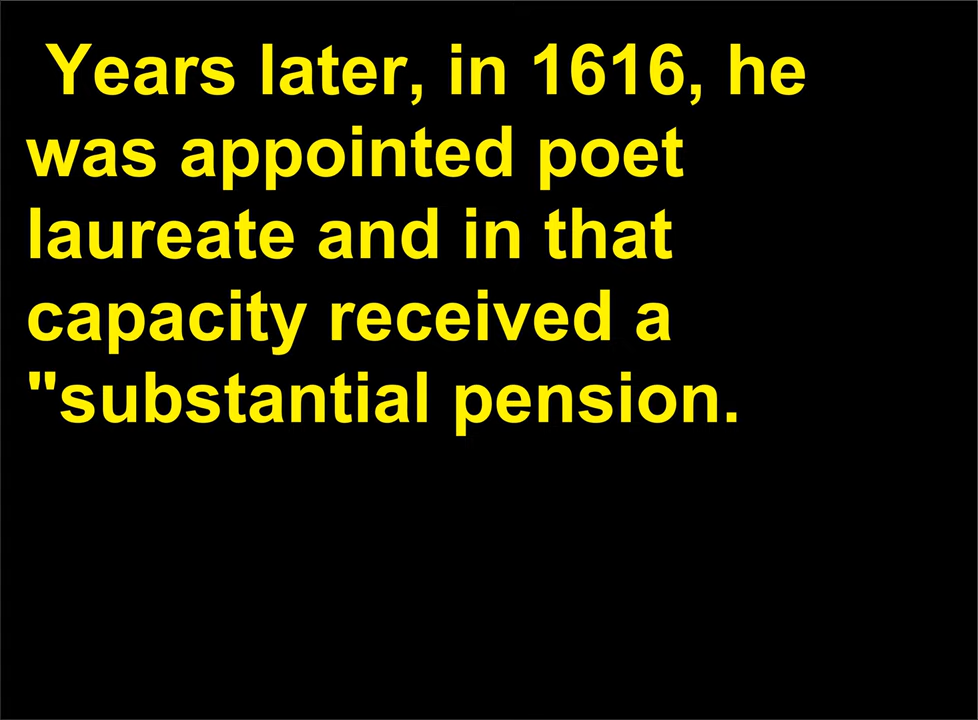 Years later, in 1616, he
was appointed poet
laureate and in that
capacity received a
"substantial pension.